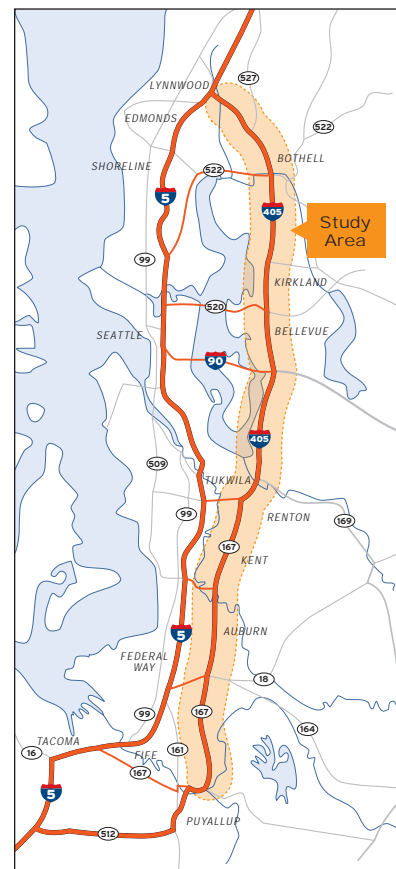 527
LYNNWOOD
EDMONDS
522
BOTHELL
SHORELINE
522
5
405
Study
Area
99
KIRKLAND
520
BELLEVUE
SEATTLE
90
405
509
TUKWILA
99
RENTON
169
167
KENT
5
AUBURN
FEDERAL
WAY
18
99
167
164
TACOMA
16
FIFE
161
167
5
PUYALLUP
512